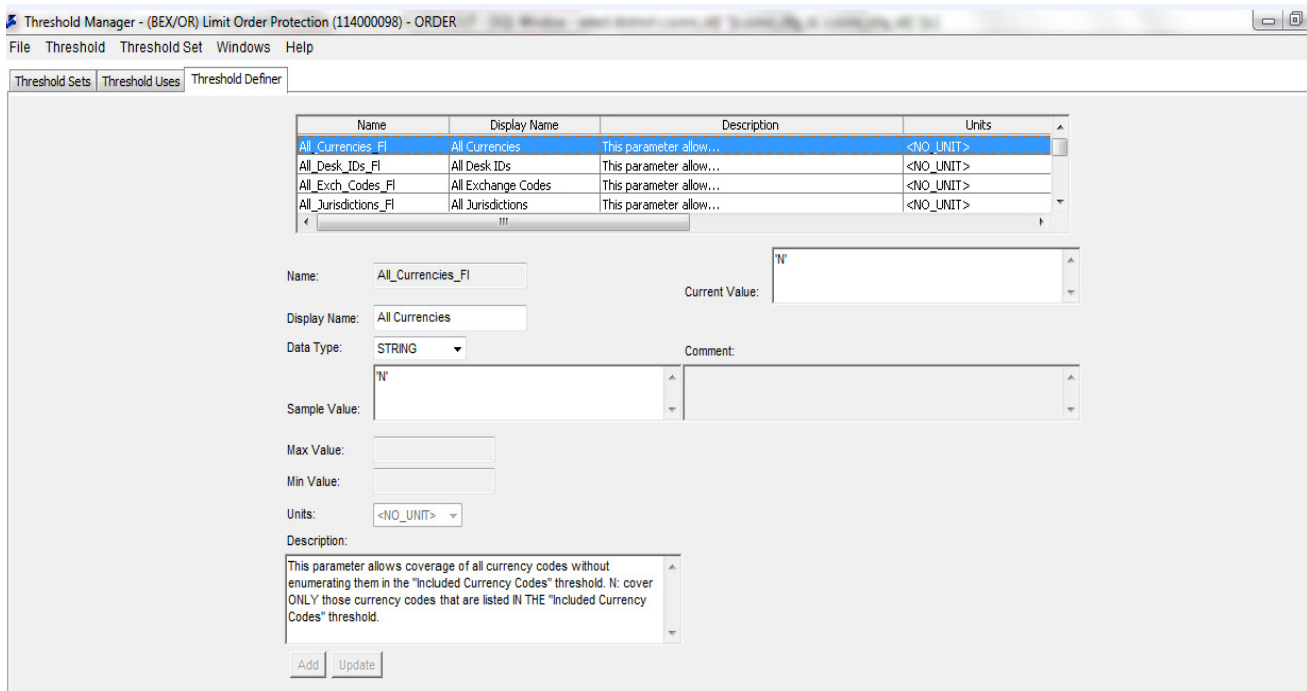 Threshold Manager - (BEX/OR) Limit Order Protection (114000098) - ORDER
File Threshold Threshold Set Windows Help
Threshold Sets Threshold Uses Threshold Definer
Name Display Name Description Units
All_Currencies_Fl All Currencies This parameter allow... <NO_UNIT>
All_Desk_IDs_Fl All Desk IDs This parameter allow... <NO_UNIT>
All_Exch_Codes_Fl All Exchange Codes This parameter allow... <NO_UNIT>
All_Jurisdictions_Fl All Jurisdictions This parameter allow... <NO_UNIT>
Name: All_Currencies_Fl
Current Value: 'N'
Display Name: All Currencies
Data Type: STRING
Comment:
Sample Value: 'N'
Max Value:
Min Value:
Units: <NO_UNIT>
Description:
This parameter allows coverage of all currency codes without
enumerating them in the "Included Currency Codes" threshold. N: cover
ONLY those currency codes that are listed IN THE "Included Currency
Codes" threshold.
Add Update